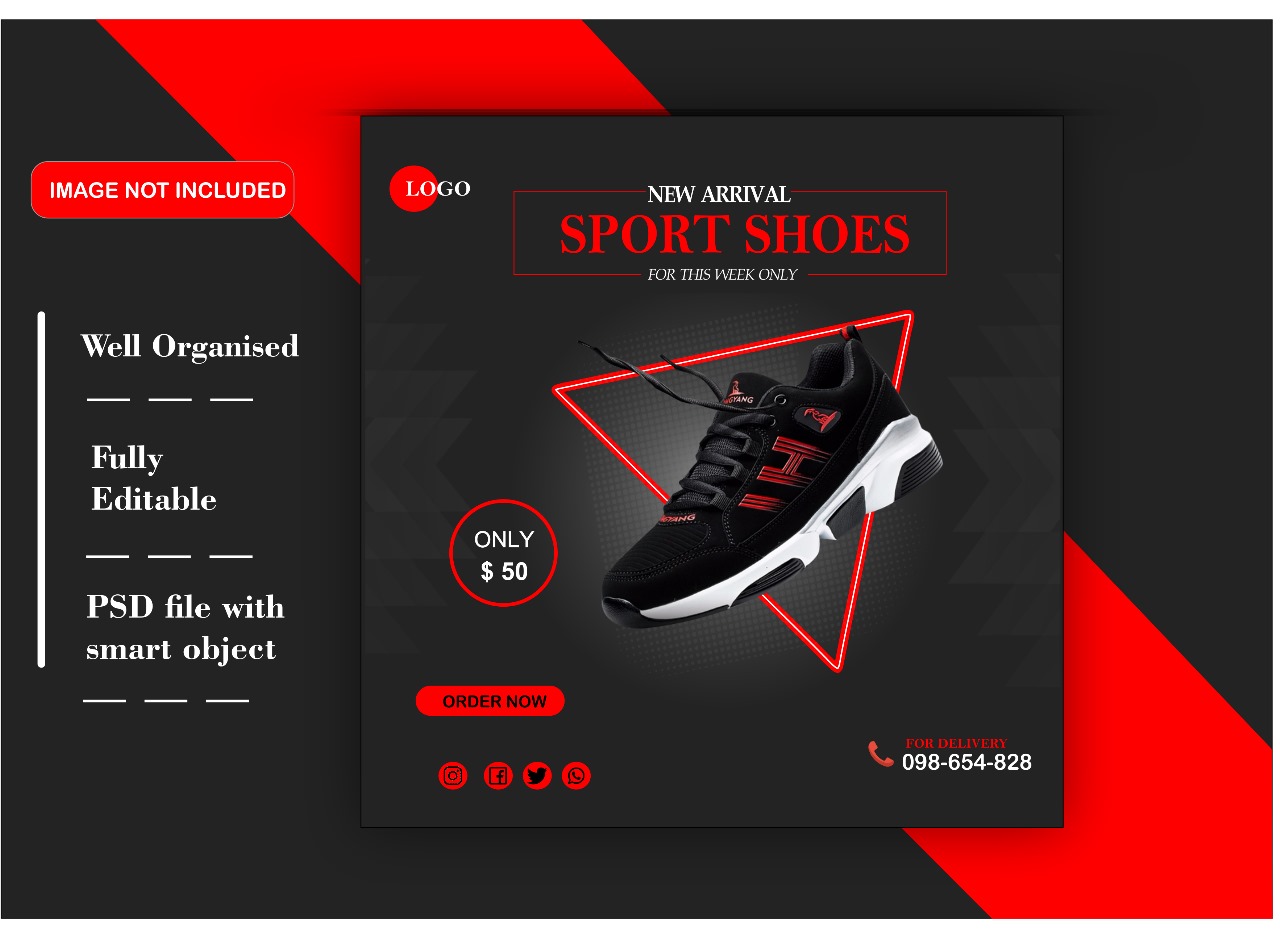 IMAGE NOT INCLUDED
Well Organised
Fully
Editable
PSD file with
smart object
LOGO
NEW ARRIVAL
SPORT SHOES
FOR THIS WEEK ONLY
ONLY
$ 50
ORDER NOW
FOR DELIVERY
098-654-828